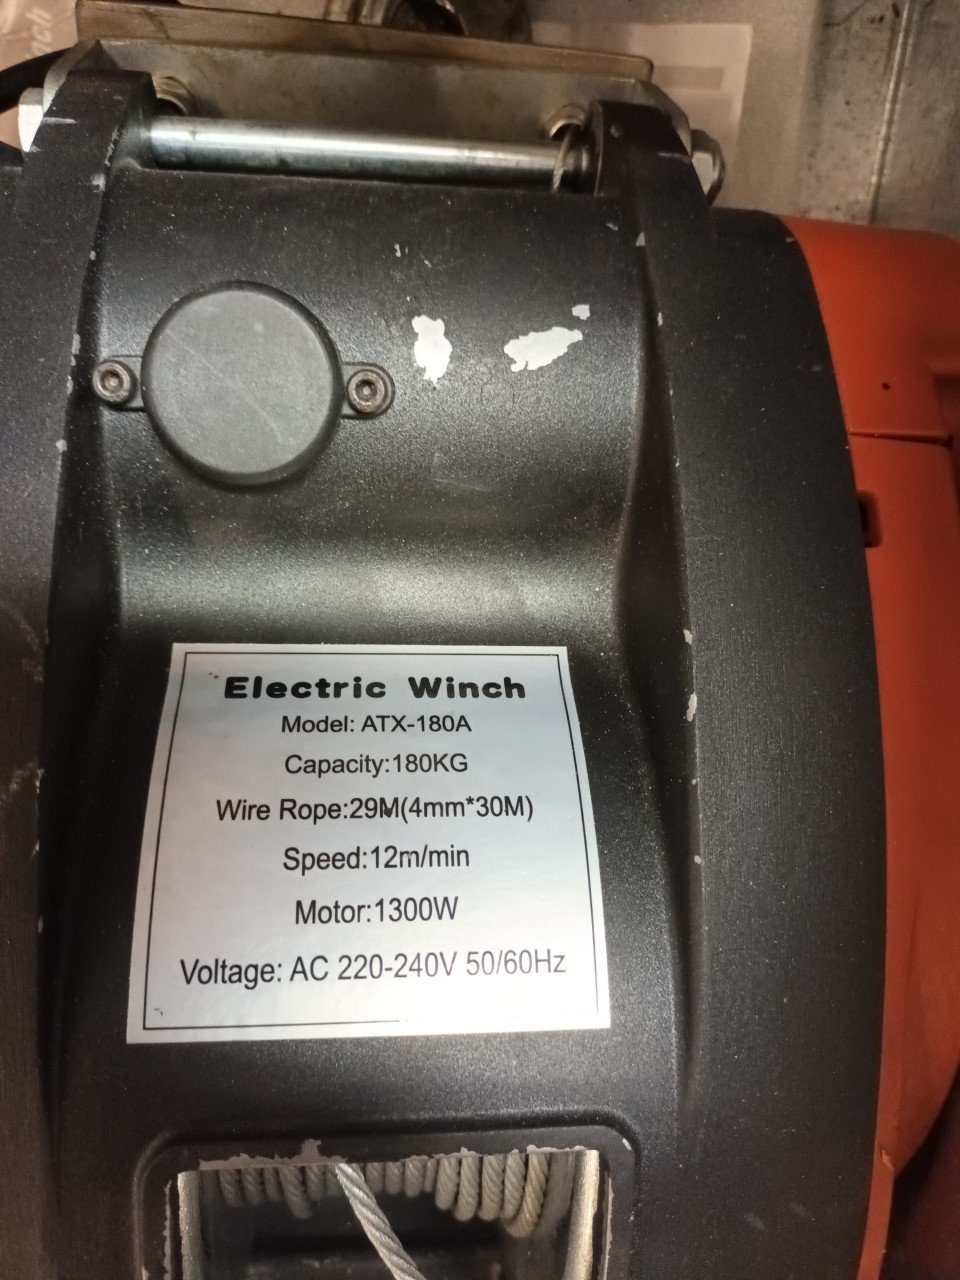 Electric Winch
Model: ATX-180A
Capacity:180KG
Wire Rope:29M(4mm*30M)
Speed:12m/min
Motor:1300W
Voltage: AC 220-240V 50/60Hz